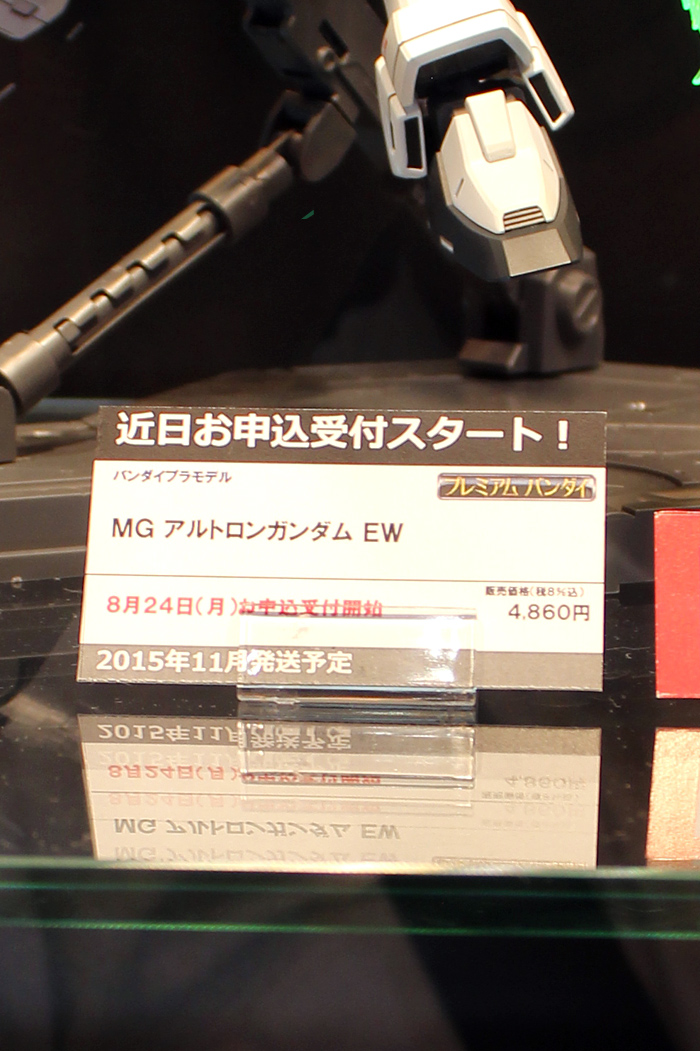 近日お申込受付スタート！
バンダイプラモデル
プレミアム バンダイ
MG アルトロンガンダム EW
8月24日(月)お申込受付開始
販売価格(税8%込)
4,860円
2015年11月発送予定